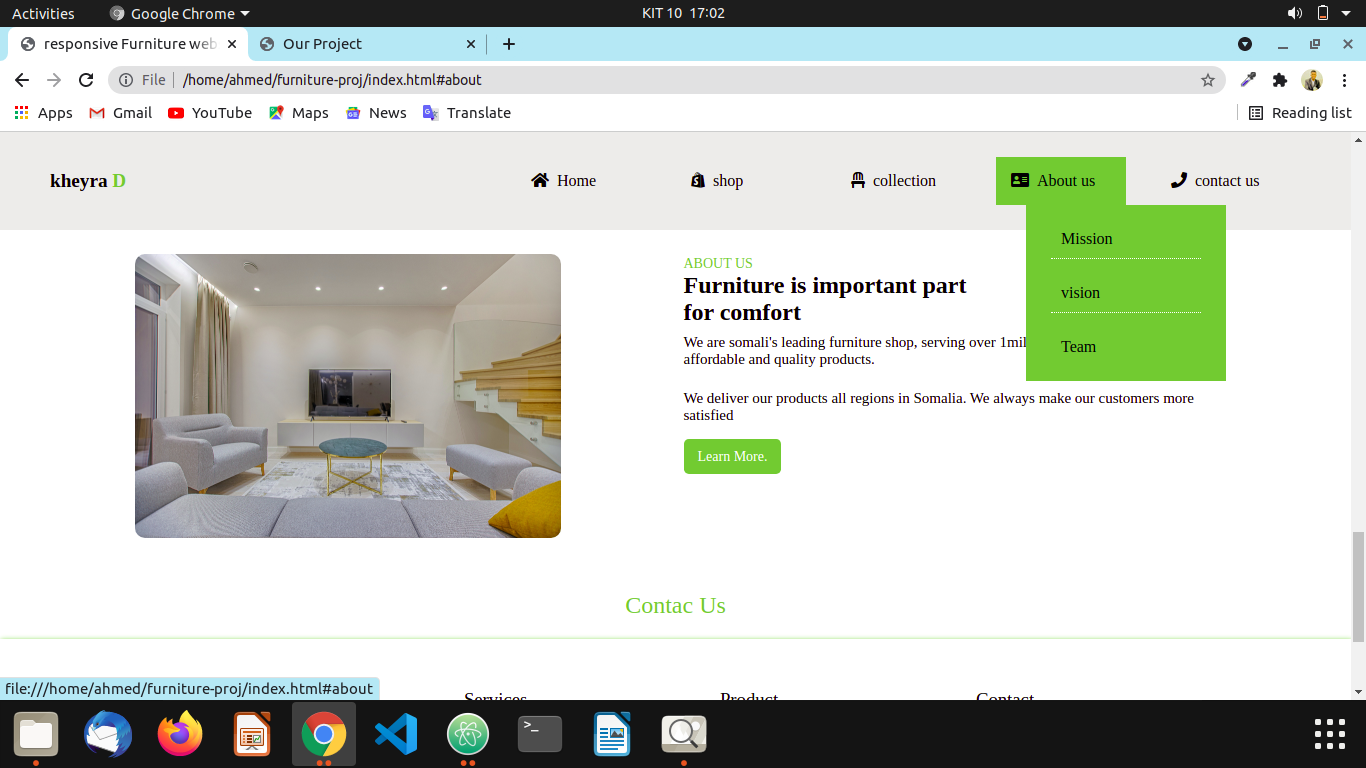 Activities
Google Chrome
KIT 10 17:02
responsive Furniture web
Our Project
File
/home/ahmed/furniture-proj/index.html#about
Apps
Gmail
YouTube
Maps
News
Translate
Reading list
kheyra D
Home
shop
collection
About us
contact us
Mission
vision
Team
ABOUT US
Furniture is important part
for comfort
We are somali's leading furniture shop, serving over 1mil
affordable and quality products.
We deliver our products all regions in Somalia. We always make our customers more
satisfied
Learn More.
Contac Us
Services
Product
Contact
file:///home/ahmed/furniture-proj/index.html#about